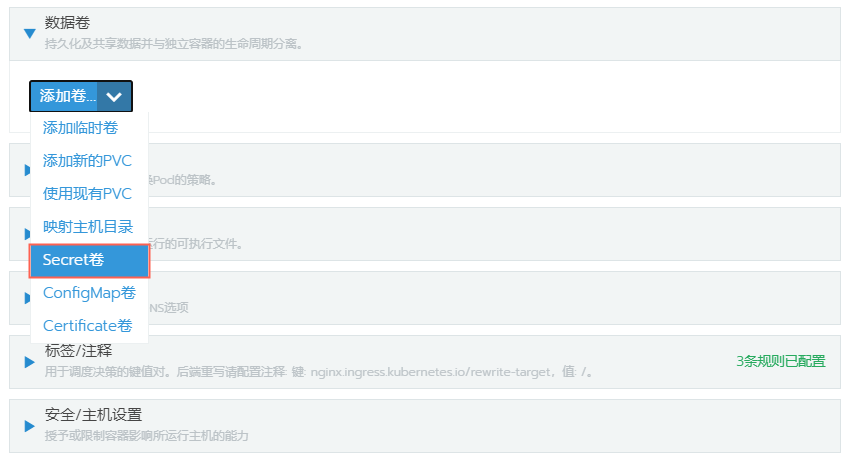 数据卷
持久化及共享数据并与独立容器的生命周期分离。
添加卷...
添加临时卷
添加新的PVC
Pod的策略。
使用现有PVC
映射主机目录
行的可执行文件。
Secret卷
ConfigMap卷
NS选项
Certificate卷
标签/注释
用于调度决策的键值对。后端重写请配置注释: 键: nginx.ingress.kubernetes.io/rewrite-target，值: /。
3条规则已配置
安全/主机设置
授予或限制容器影响所运行主机的能力